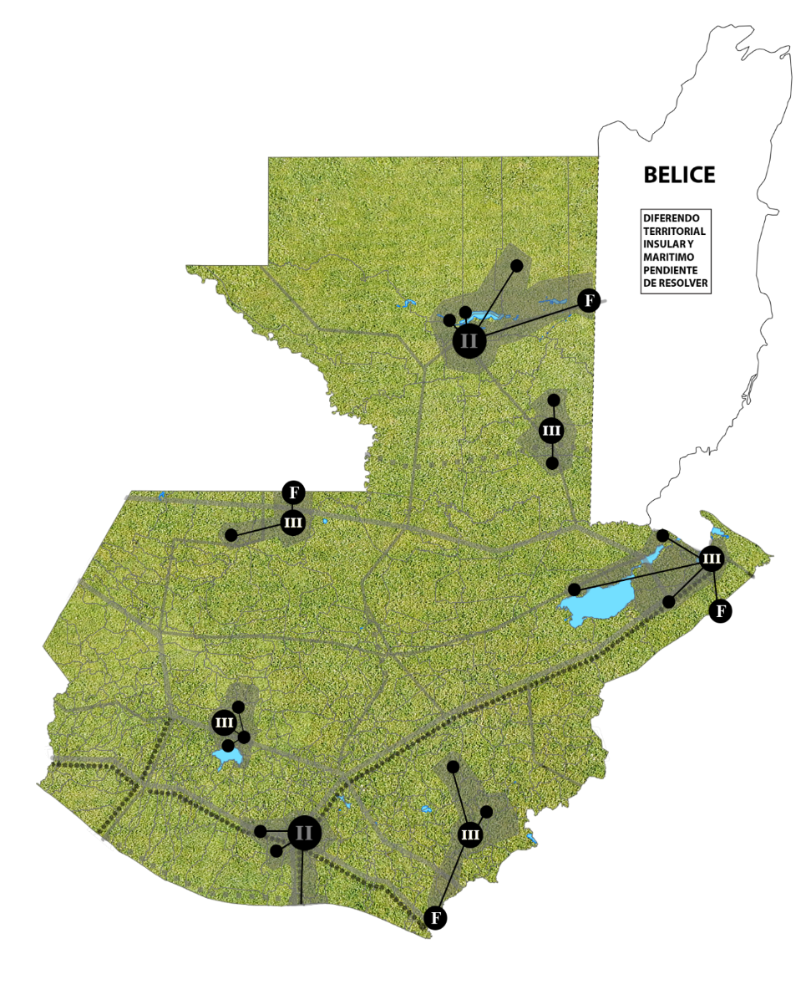 BELICE
DIFERENDO
TERRITORIAL
INSULAR Y
MARITIMO
PENDIENTE
DE RESOLVER
F
II
III
F
III
III
F
III
II
III
F